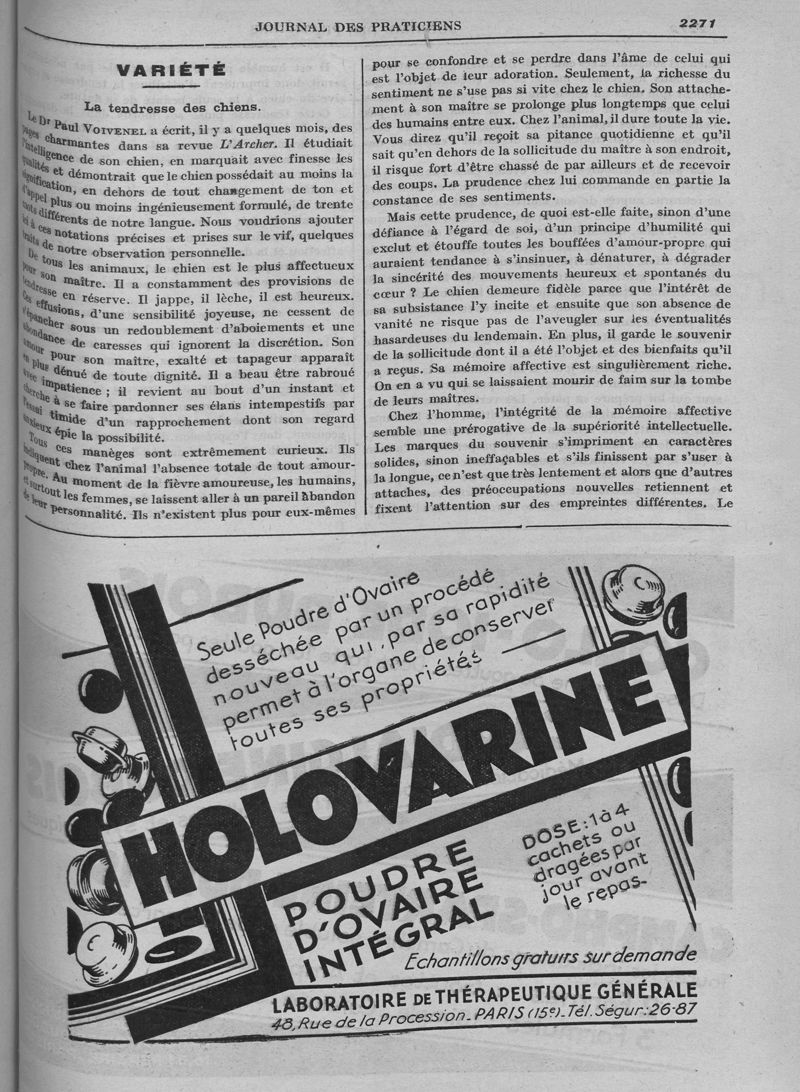 JOURNAL DES PRATICIENS
2271
VARIÉTÉ
La tendresse des chiens.
Le Dr Paul VOIVENEL a écrit, il y a quelques mois, des
pages charmantes dans sa revue L'Archer. Il étudiait
l'intelligence de son chien, en marquait avec finesse les
qualités et démontrait que le chien possédait au moins la
signification, en dehors de tout changement de ton et
d'appel plus ou moins ingénieusement formulé, de trente
mots différents de notre langue. Nous voudrions ajouter
ici à ces notations précises et prises sur le vif, quelques
traits de notre observation personnelle.
De tous les animaux, le chien est le plus affectueux
pour son maître. Il a constamment des provisions de
tendresse en réserve. Il jappe, il lèche, il est heureux.
Ces effusions, d'une sensibilité joyeuse, ne cessent de
s'épancher sous un redoublement d'aboiements et une
abondance de caresses qui ignorent la discrétion. Son
amour pour son maître, exalté et tapageur apparaît
en plus dénué de toute dignité. Il a beau être rabroué
avec impatience ; il revient au bout d'un instant et
cherche à se faire pardonner ses élans intempestifs par
l'essai timide d'un rapprochement dont son regard
anxieux épie la possibilité.
Tous ces manèges sont extrêmement curieux. Ils
indiquent chez l'animal l'absence totale de tout amour-
propre. Au moment de la fièvre amoureuse, les humains,
et surtout les femmes, se laissent aller à un pareil abandon
de leur personnalité. Ils n'existent plus pour eux-mêmes
pour se confondre et se perdre dans l'âme de celui qui
est l'objet de leur adoration. Seulement, la richesse du
sentiment ne s'use pas si vite chez le chien. Son attache-
ment à son maître se prolonge plus longtemps que celui
des humains entre eux. Chez l'animal, il dure toute la vie.
Vous direz qu'il reçoit sa pitance quotidienne et qu'il
sait qu'en dehors de la sollicitude du maître à son endroit,
il risque fort d'être chassé de par ailleurs et de recevoir
des coups. La prudence chez lui commande en partie la
constance de ses sentiments.
Mais cette prudence, de quoi est-elle faite, sinon d'une
défiance à l'égard de soi, d'un principe d'humilité qui
exclut et étouffe toutes les bouffées d'amour-propre qui
auraient tendance à s'insinuer, à dénaturer, à dégrader
la sincérité des mouvements heureux et spontanés du
cœur ? Le chien demeure fidèle parce que l'intérêt de
sa subsistance l'y incite et ensuite que son absence de
vanité ne risque pas de l'aveugler sur les éventualités
hasardeuses du lendemain. En plus, il garde le souvenir
de la sollicitude dont il a été l'objet et des bienfaits qu'il
a reçus. Sa mémoire affective est singulièrement riche.
On en a vu qui se laissaient mourir de faim sur la tombe
de leurs maîtres.
Chez l'homme, l'intégrité de la mémoire affective
semble une prérogative de la supériorité intellectuelle.
Les marques du souvenir s'impriment en caractères
solides, sinon ineffaçables et s'ils finissent par s'user à
la longue, ce n'est que très lentement et alors que d'autres
attaches, des préoccupations nouvelles retiennent et
fixent l'attention sur des empreintes différentes. Le
Seule Poudre d'Ovaire
desséchée par un procédé
nouveau qui, par sa rapidité
permet à l'organe de conserver
toutes ses propriétés
HOLOVARINE
POUDRE
D'OVAIRE
INTÉGRAL
DOSE : 1 à 4
cachets ou
dragées par
jour avant
le repas-
Echantillons gratuits sur demande
LABORATOIRE DE THÉRAPEUTIQUE GÉNÉRALE
48, Rue de la Procession_ PARIS (15e)_ Tél. Ségur : 26-87